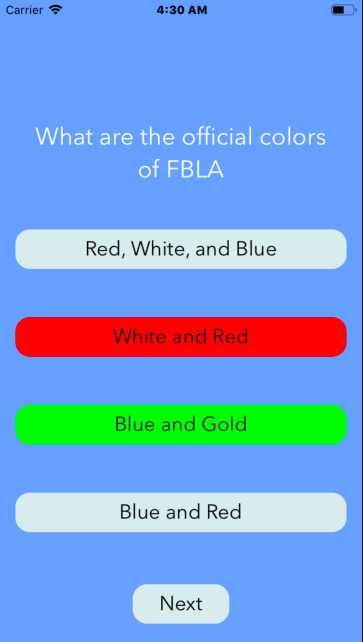 Carrier 4:30 AM
What are the official colors
of FBLA
Red, White, and Blue
White and Red
Blue and Gold
Blue and Red
Next